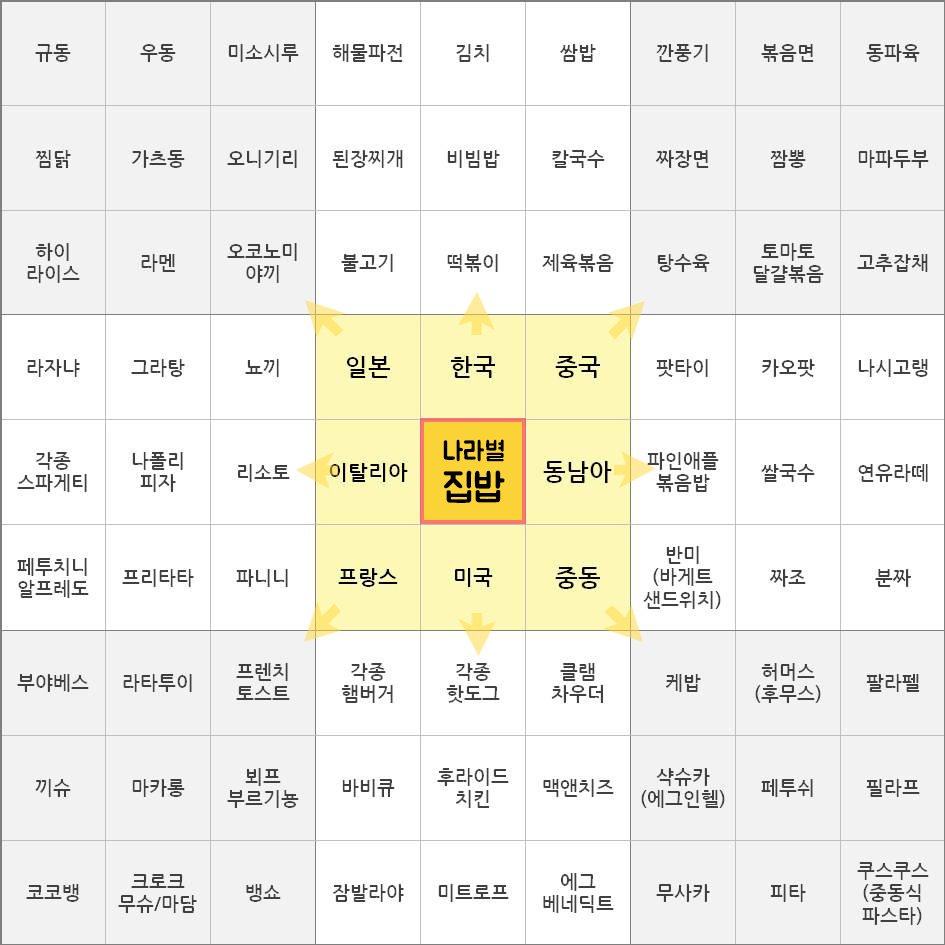 규동 우동 미소시루 해물파전 김치 쌈밥 깐풍기 볶음면 동파육
찜닭 가츠동 오니기리 된장찌개 비빔밥 칼국수 짜장면 짬뽕 마파두부
하이
라이스
라멘
오코노미
야끼
불고기 떡볶이 제육볶음 탕수육
토마토
달걀볶음
고추잡채
라자냐 그라탕 뇨끼 일본 한국 중국 팟타이 카오팟 나시고랭
각종
스파게티
나폴리
피자
리소토 이탈리아
나라별
집밥
동남아
파인애플
볶음밥
쌀국수 연유라떼
페투치니
알프레도
프리타타 파니니 프랑스 미국 중동
반미
(바게트
샌드위치)
짜조 분짜
부야베스 라타투이
프렌치
토스트
각종
햄버거
각종
핫도그
클램
차우더
케밥
허머스
(후무스)
팔라펠
끼슈 마카롱
뵈프
부르기뇽
바비큐
후라이드
치킨
맥앤치즈
샥슈카
(에그인헬)
페투쉬 필라프
코코뱅
크로크
무슈/마담
뱅쇼 잠발라야 미트로프
에그
베네딕트
무사카 피타
쿠스쿠스
(중동식
파스타)